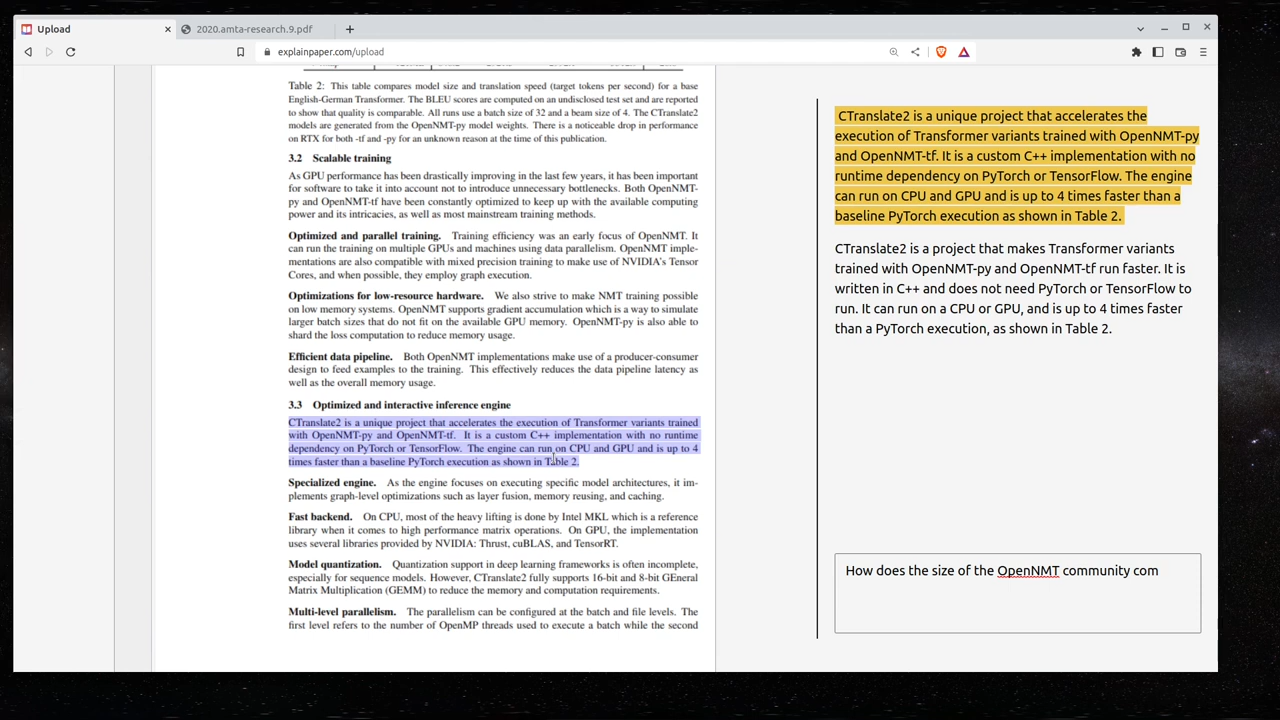 Upload
2020.amta-research.9.pdf
explainpaper.com/upload
Table 2: This table compares model size and translation speed (target tokens per second) for a base
English-German Transformer. The BLEU scores are computed on an undisclosed test set and are reported
to show that quality is comparable. All runs use a batch size of 32 and a beam size of 4. The CTranslate2
models are generated from the OpenNMT-py model weights. There is a noticeable drop in performance
on RTX for both -tf and -py for an unknown reason at the time of this publication.
3.2 Scalable training
As GPU performance has been drastically improving in the last few years, it has been important
for software to take it into account not to introduce unnecessary bottlenecks. Both OpenNMT-
py and OpenNMT-tf have been constantly optimized to keep up with the available computing
power and its intricacies, as well as most mainstream training methods.
Optimized and parallel training. Training efficiency was an early focus of OpenNMT. It
can run the training on multiple GPUs and machines using data parallelism. OpenNMT imple-
mentations are also compatible with mixed precision training to make use of NVIDIA's Tensor
Cores, and when possible, they employ graph execution.
Optimizations for low-resource hardware. We also strive to make NMT training possible
on low memory systems. OpenNMT supports gradient accumulation which is a way to simulate
larger batch sizes that do not fit on the available GPU memory. OpenNMT-py is also able to
shard the loss computation to reduce memory usage.
Efficient data pipeline. Both OpenNMT implementations make use of a producer-consumer
design to feed examples to the training. This effectively reduces the data pipeline latency as
well as the overall memory usage.
3.3 Optimized and interactive inference engine
CTranslate2 is a unique project that accelerates the execution of Transformer variants trained
with OpenNMT-py and OpenNMT-tf. It is a custom C++ implementation with no runtime
dependency on PyTorch or TensorFlow. The engine can run on CPU and GPU and is up to 4
times faster than a baseline PyTorch execution as shown in Table 2.
Specialized engine. As the engine focuses on executing specific model architectures, it im-
plements graph-level optimizations such as layer fusion, memory reusing, and caching.
Fast backend. On CPU, most of the heavy lifting is done by Intel MKL which is a reference
library when it comes to high performance matrix operations. On GPU, the implementation
uses several libraries provided by NVIDIA: Thrust, cuBLAS, and TensorRT.
Model quantization. Quantization support in deep learning frameworks is often incomplete,
especially for sequence models. However, CTranslate2 fully supports 16-bit and 8-bit GEneral
Matrix Multiplication (GEMM) to reduce the memory and computation requirements.
Multi-level parallelism. The parallelism can be configured at the batch and file levels. The
first level refers to the number of OpenMP threads used to execute a batch while the second
CTranslate2 is a unique project that accelerates the
execution of Transformer variants trained with OpenNMT-py
and OpenNMT-tf. It is a custom C++ implementation with no
runtime dependency on PyTorch or TensorFlow. The engine
can run on CPU and GPU and is up to 4 times faster than a
baseline PyTorch execution as shown in Table 2.
CTranslate2 is a project that makes Transformer variants
trained with OpenNMT-py and OpenNMT-tf run faster. It is
written in C++ and does not need PyTorch or TensorFlow to
run. It can run on a CPU or GPU, and is up to 4 times faster
than a PyTorch execution, as shown in Table 2.
How does the size of the OpenNMT community com